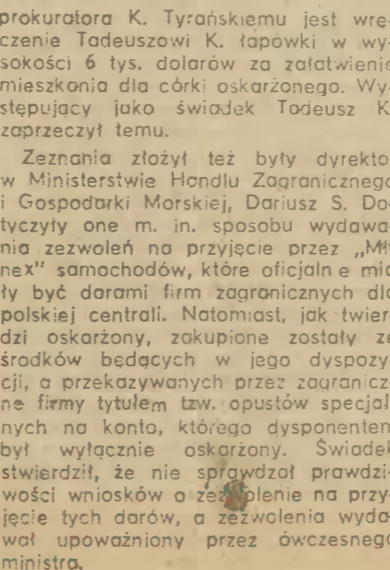 prokuratora K. Tyrańskiemu jest wrę-
czenie Tadeuszowi K. łapówki w wy-
sokości 6 tys. dolarów za załatwienie
mieszkania dla córki oskarżonego. Wy-
stępujący jako świadek Tadeusz K.
zaprzeczył temu.
Zeznania złożył też były dyrekto
w Ministerstwie Handlu Zagranicznego
i Gospodarki Morskiej, Dariusz S. Do-
tyczyły one m. in. sposobu wydawa-
nia zezwoleń na przyjęcie przez „Mi-
nex" samochodów, które oficjaln e mia
ły być darami firm zagranicznych dla
polskiej centrali. Natomiast, jak twier
dzi oskarżony, zakupione zostały ze
środków będących w jego dyspozy
cji, a przekazywanych przez zagranicz
ne firmy tytułem tzw. opustów specjal
nych na konto, którego dysponentem
był wyłącznie oskarżony. Świadek
stwierdził, że nie sprawdzał prawdzi-
wości wniosków o zezwolenie na przy-
jęcie tych darów, a zezwolenia wyda-
wał upoważniony przez ówczesnego
ministra.